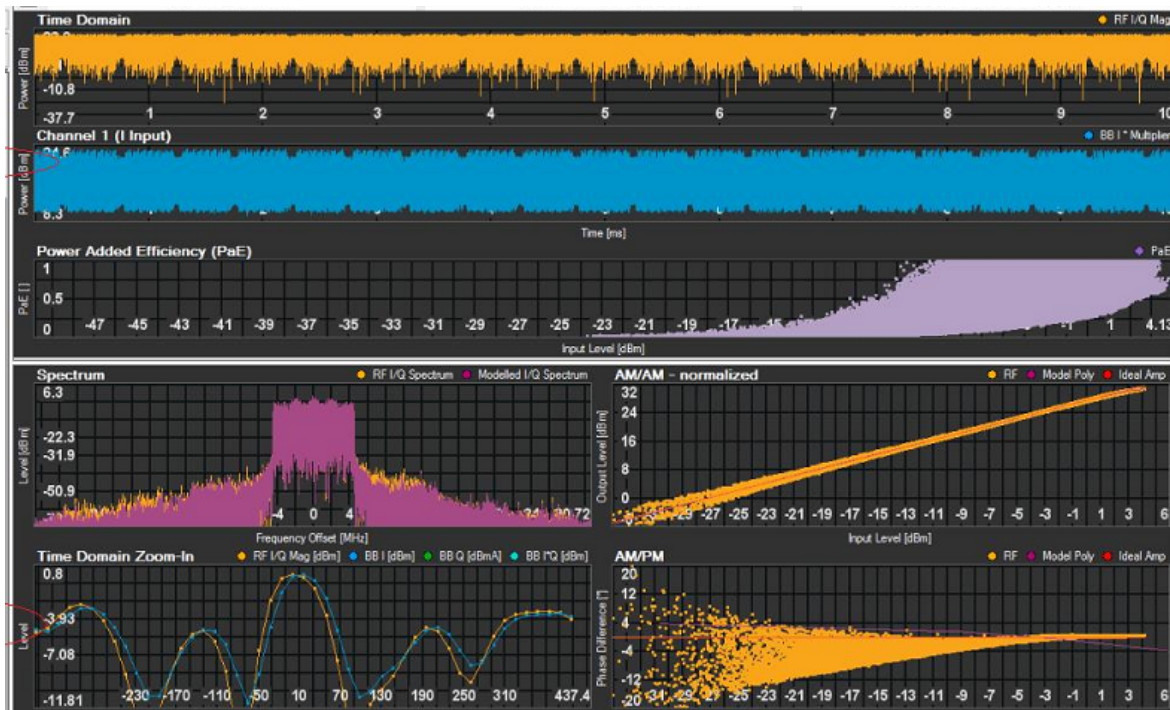 Time Domain RF I/Q Mag
Power [dBm]
-10.8
-37.7
1 2 3 4 5 6 7 8 9 10
Channel 1 (I Input) BB I * Multiplier
Power [dBm]
Time [ms]
Power Added Efficiency (PaE) PaE
PaE [ ]
1
0.5
0
-47 -45 -43 -41 -39 -37 -35 -33 -31 -29 -27 -25 -23 -21 -19 -17 -1 1 4.13
Input Level [dBm]
Spectrum RF I/Q Spectrum Modelled I/Q Spectrum
Level [dBm]
6.3
-22.3
-31.9
-50.9
-4 0 4
Frequency Offset [MHz]
AM/AM - normalized RF Model Poly Ideal Amp
Output Level [dBm]
32
24
16
8
0
-29 -27 -25 -23 -21 -19 -17 -15 -13 -11 -9 -7 -5 -3 -1 1 3 6
Input Level [dBm]
Time Domain Zoom-In RF I/Q Mag [dBm] BB I [dBm] BB Q [dBmA] BB I*Q [dBm]
Level
0.8
-3.93
-7.08
-11.81
-230 -170 -110 -50 10 70 130 190 250 310 437.4
AM/PM RF Model Poly Ideal Amp
Phase Difference [°]
22
12
4
-4
-12
-20
-31 -29 -27 -25 -23 -21 -19 -17 -15 -13 -11 -9 -7 -5 -3 -1 1 3 6